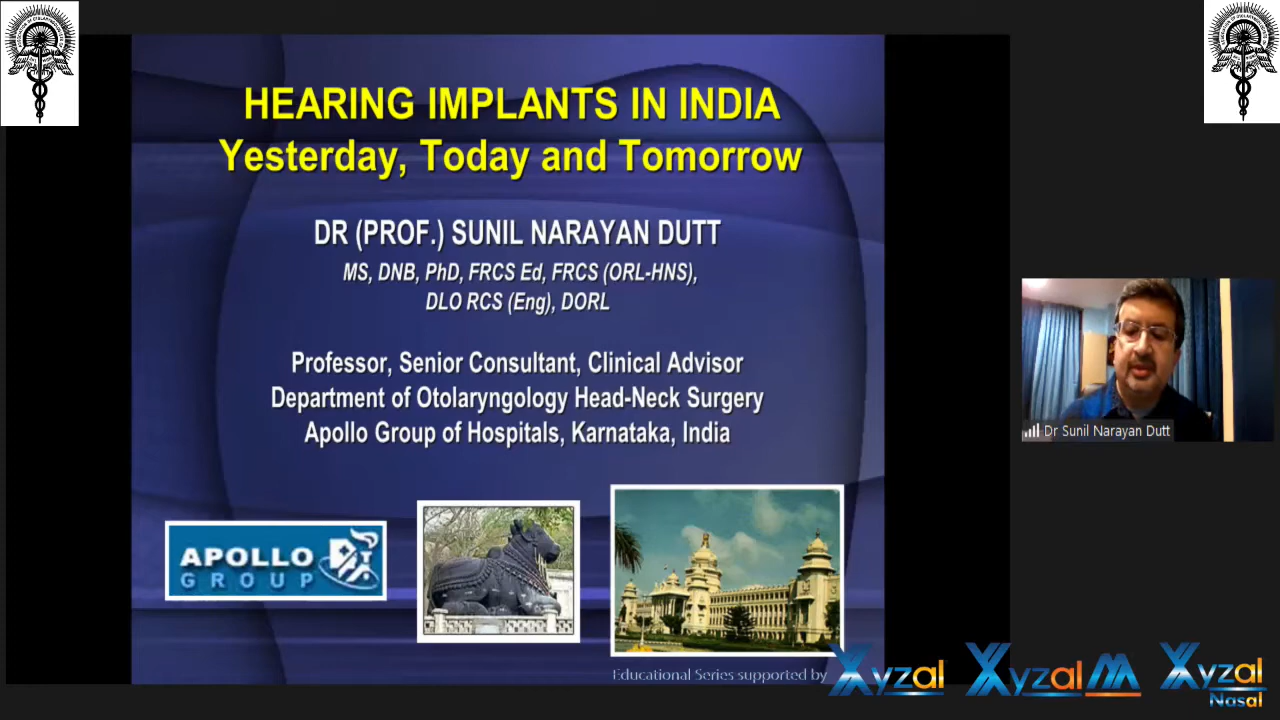 HEARING IMPLANTS IN INDIA
Yesterday, Today and Tomorrow
DR (PROF.) SUNIL NARAYAN DUTT
MS, DNB, PhD, FRCS Ed, FRCS (ORL-HNS),
DLO RCS (Eng), DORL
Professor, Senior Consultant, Clinical Advisor
Department of Otolaryngology Head-Neck Surgery
Apollo Group of Hospitals, Karnataka, India
APOLLO
GROUP
Dr Sunil Narayan Dutt
Educational Series supported by
Xyzal
Xyzal M
Xyzal
Nasal